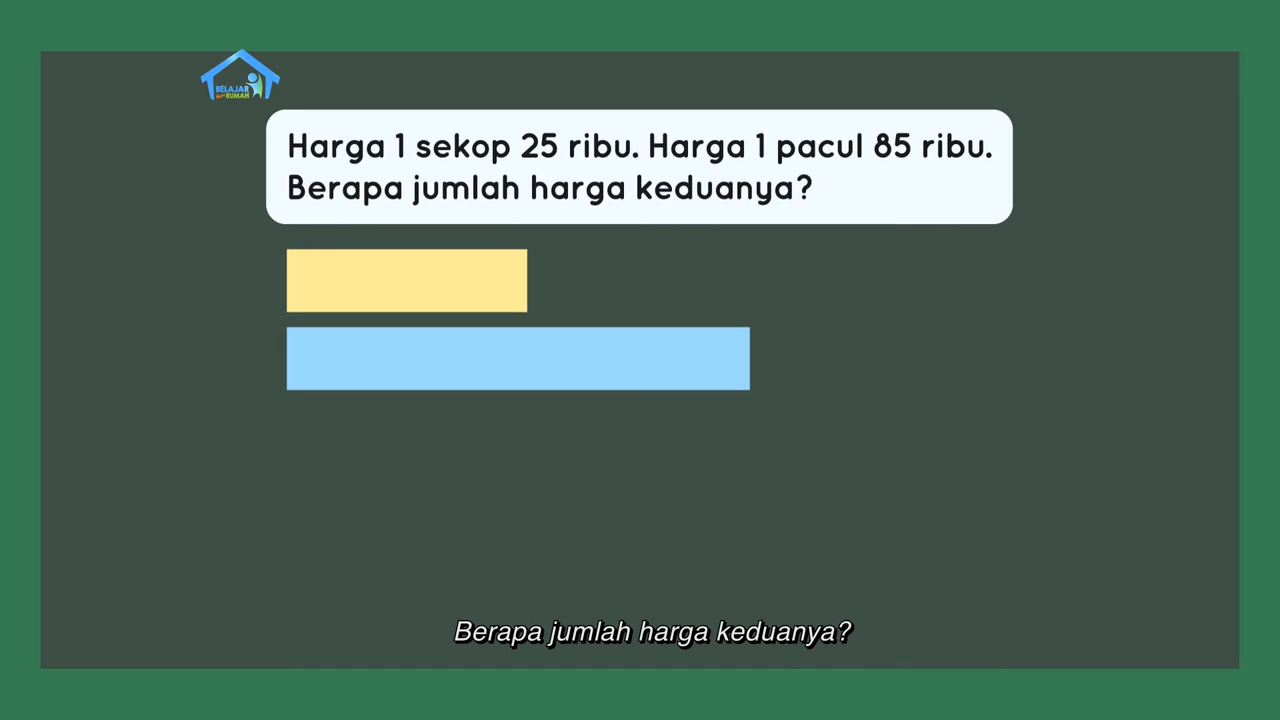 BELAJAR
RUMAH
Harga 1 sekop 25 ribu. Harga 1 pacul 85 ribu.
Berapa jumlah harga keduanya?
Berapa jumlah harga keduanya?